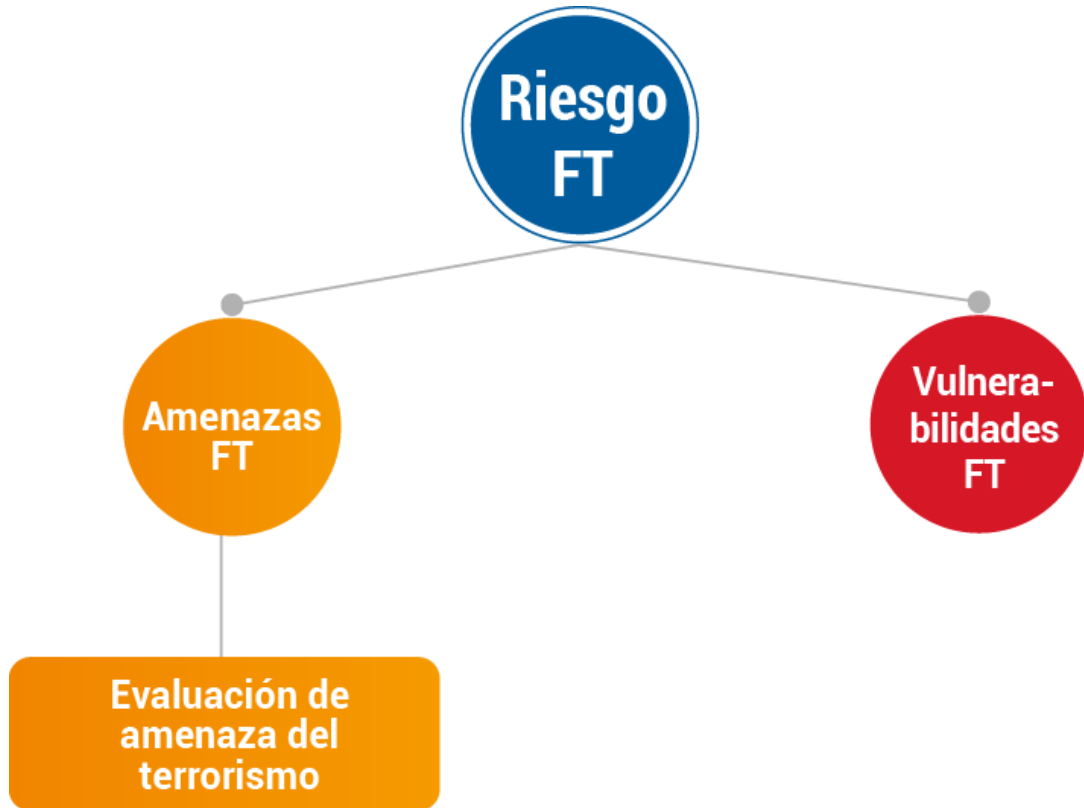 Riesgo
FT
Amenazas
FT
Vulnera-
bilidades
FT
Evaluación de
amenaza del
terrorismo